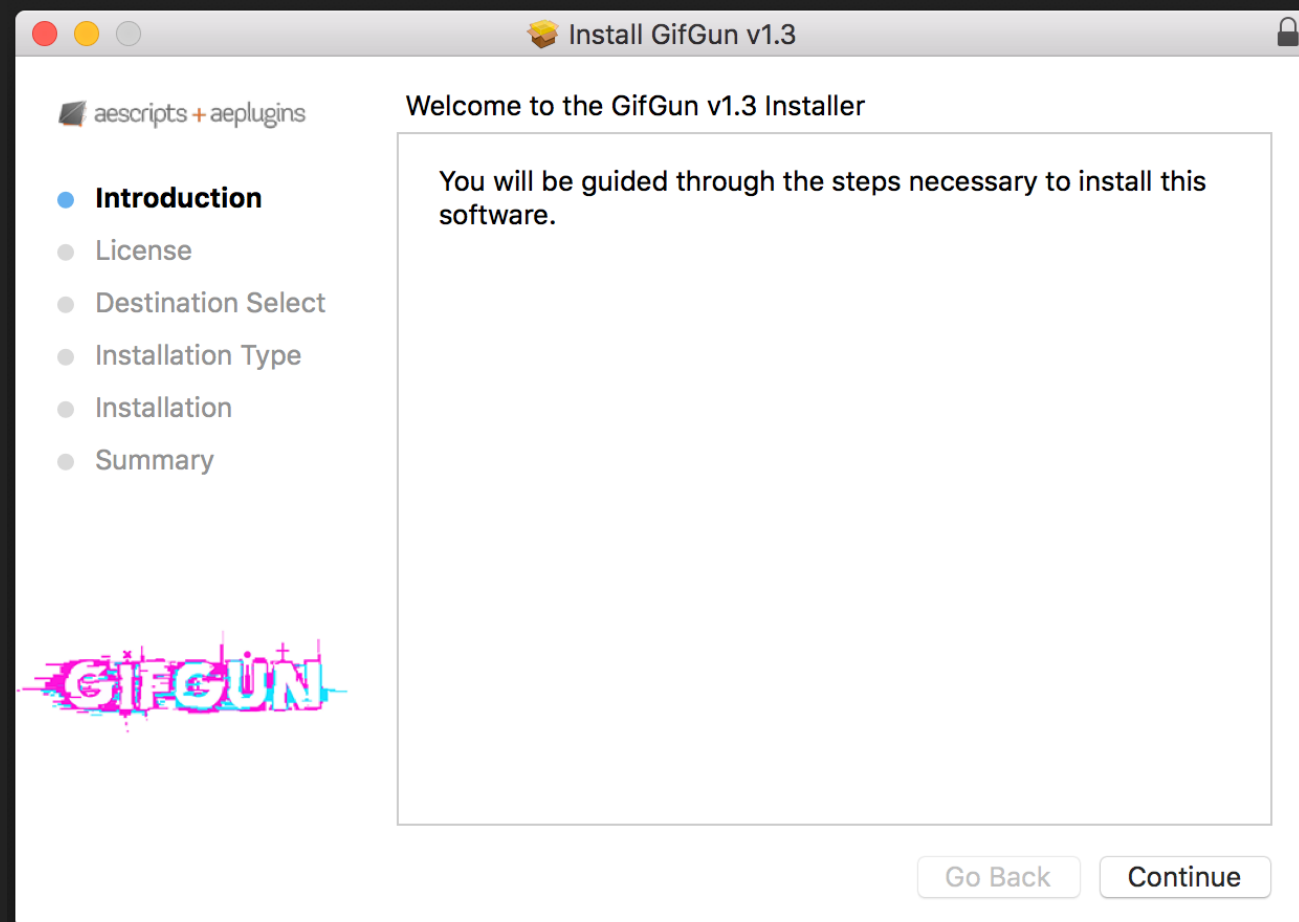 Install GifGun v1.3
aescripts + aeplugins
Welcome to the GifGun v1.3 Installer
You will be guided through the steps necessary to install this
software.
Introduction
License
Destination Select
Installation Type
Installation
Summary
GIFGUN
Go Back
Continue